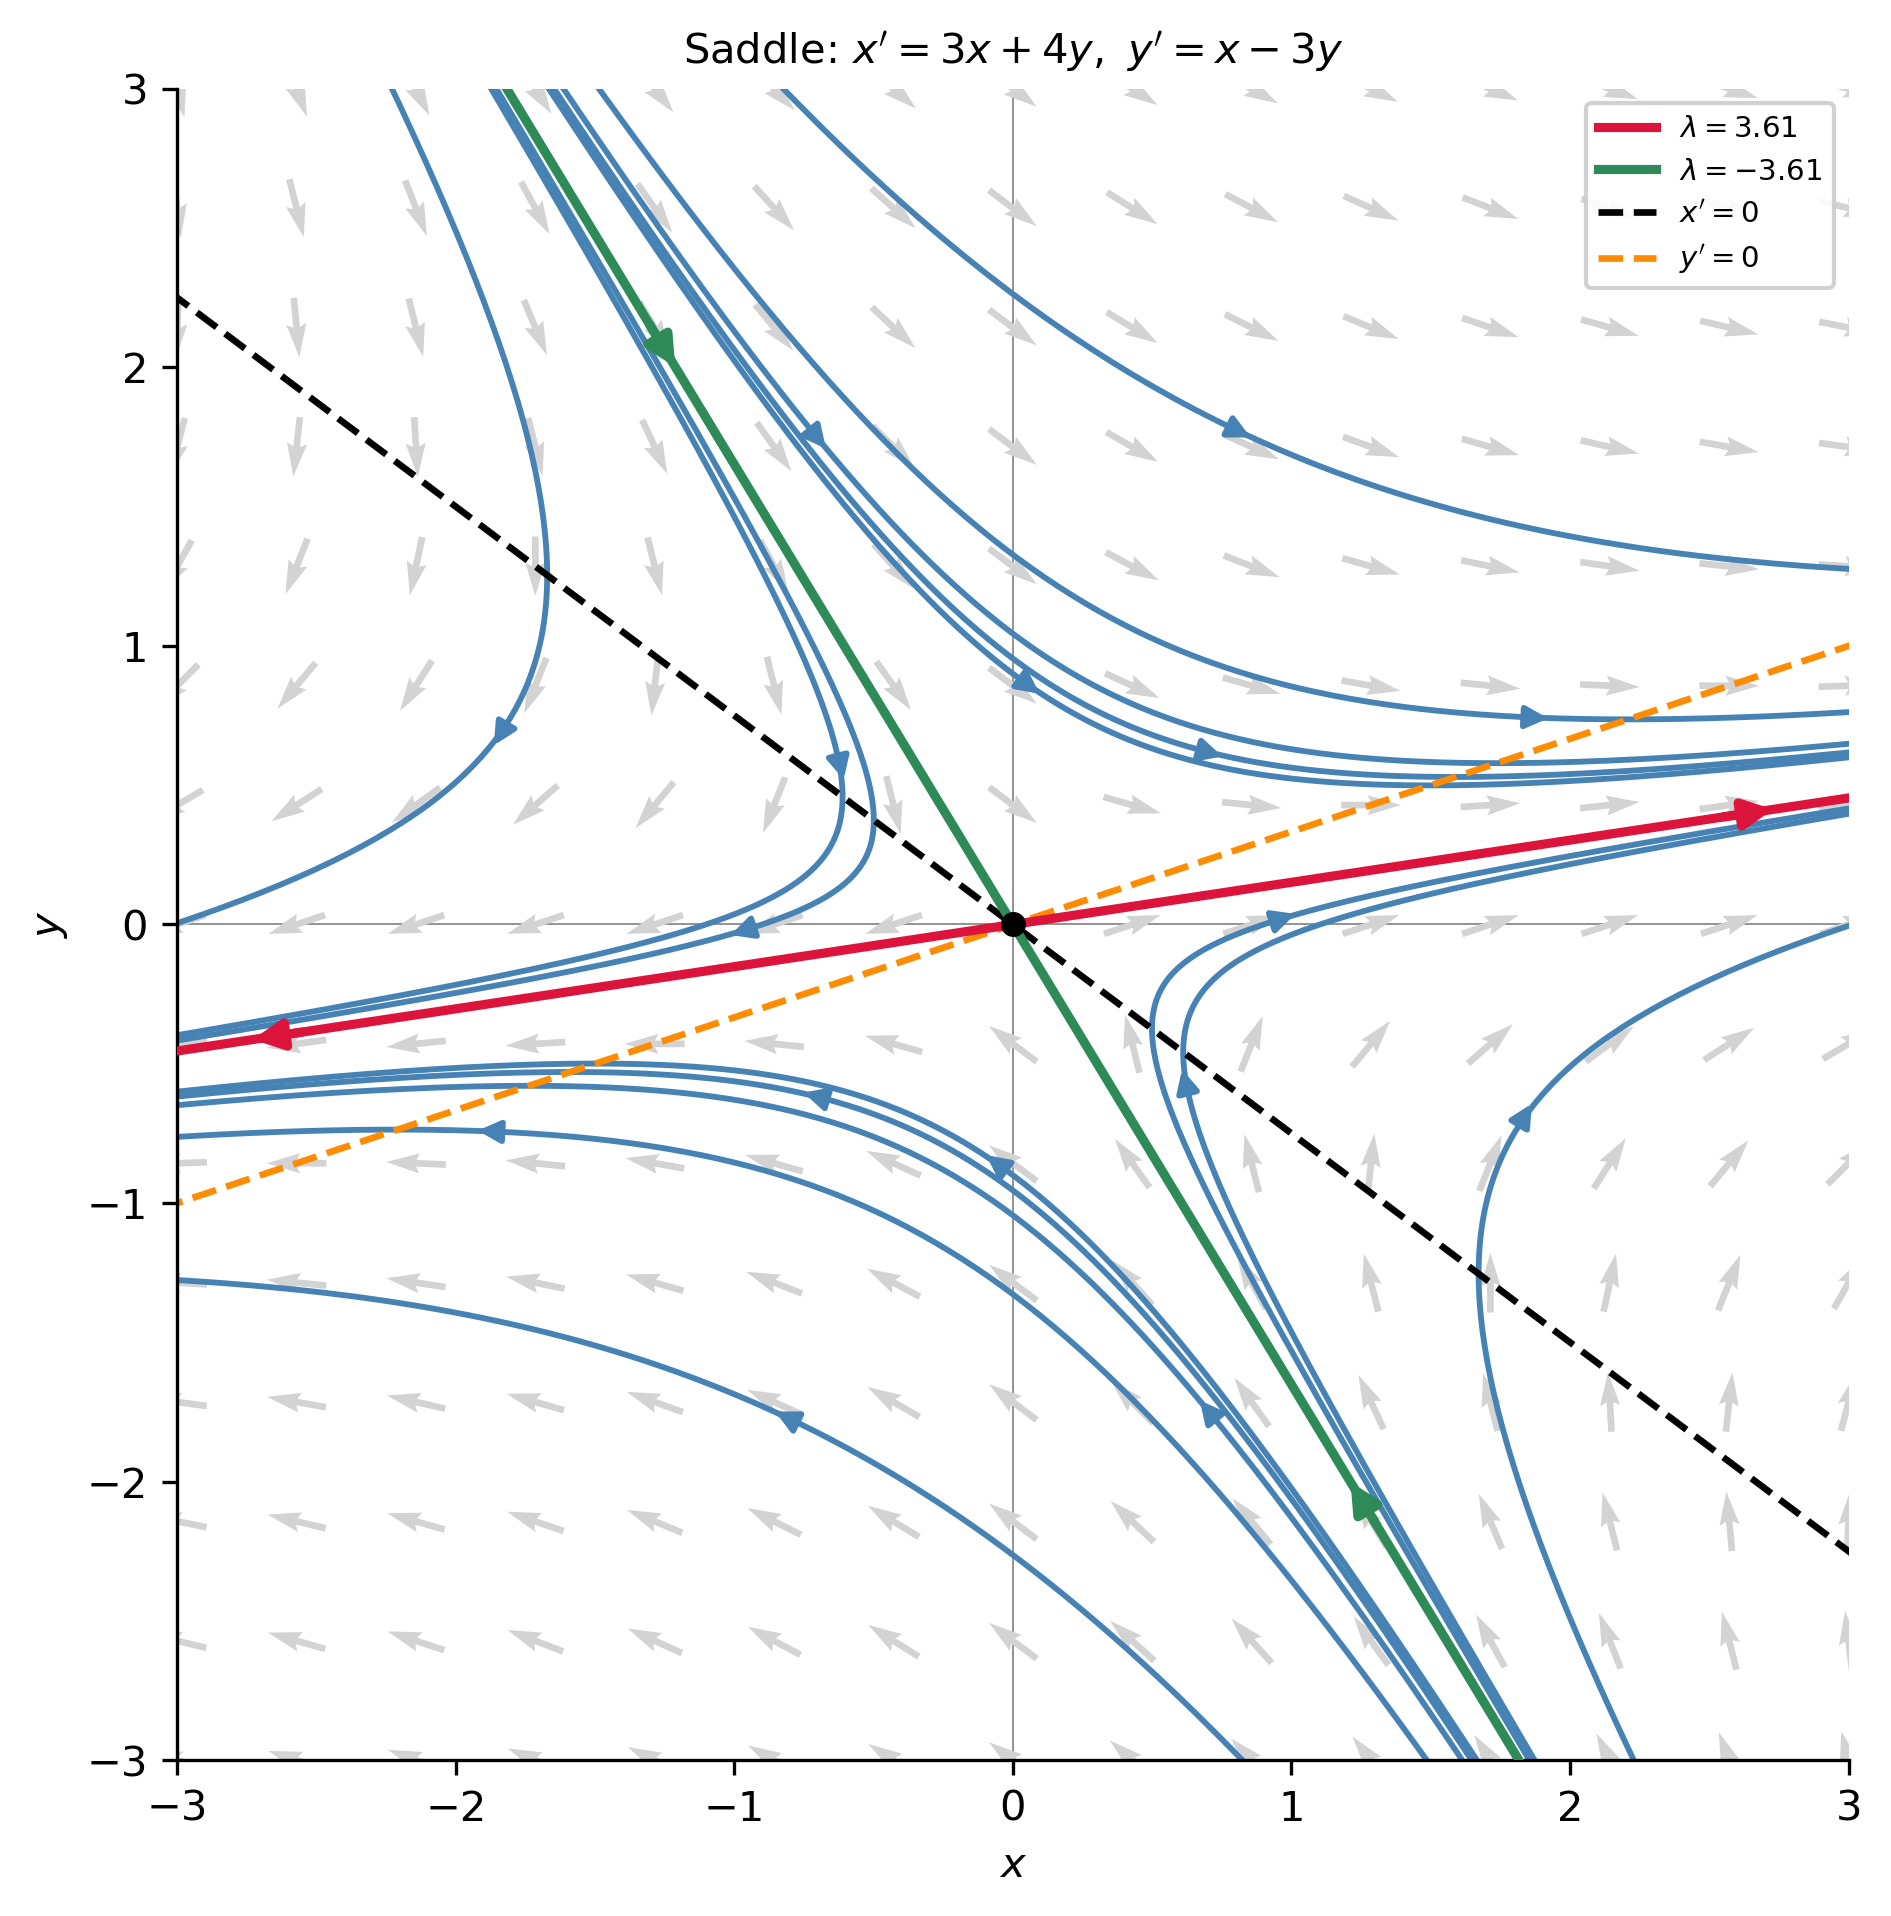 Saddle: x′ = 3x + 4y, y′ = x − 3y
λ = 3.61
λ = −3.61
x′ = 0
y′ = 0
3
2
1
0
−1
−2
−3
y
−3 −2 −1 0 1 2 3
x